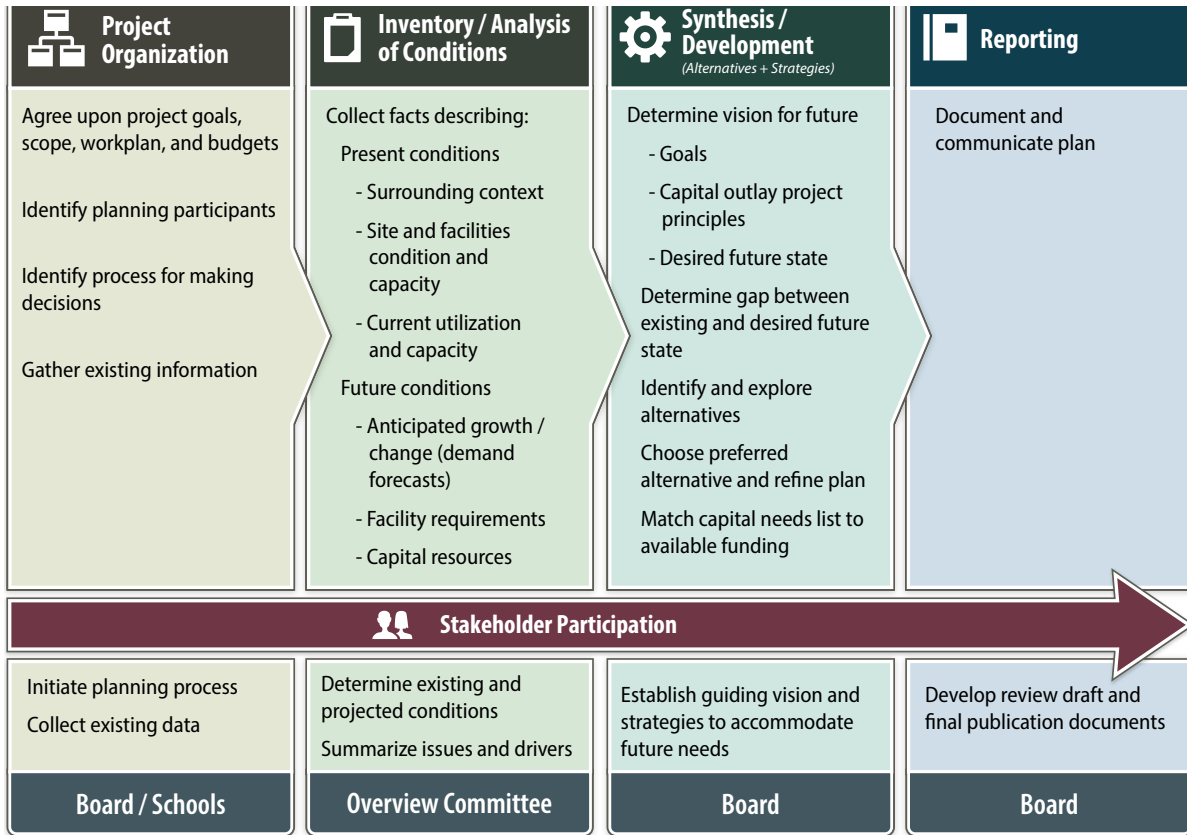 Project
Organization
Agree upon project goals,
scope, workplan, and budgets
Identify planning participants
Identify process for making
decisions
Gather existing information
Inventory / Analysis
of Conditions
Collect facts describing:
Present conditions
- Surrounding context
- Site and facilities
condition and
capacity
- Current utilization
and capacity
Future conditions
- Anticipated growth /
change (demand
forecasts)
- Facility requirements
- Capital resources
Synthesis /
Development
(Alternatives + Strategies)
Determine vision for future
- Goals
- Capital outlay project
principles
- Desired future state
Determine gap between
existing and desired future
state
Identify and explore
alternatives
Choose preferred
alternative and refine plan
Match capital needs list to
available funding
Reporting
Document and
communicate plan
Stakeholder Participation
Initiate planning process
Collect existing data
Board / Schools
Determine existing and
projected conditions
Summarize issues and drivers
Overview Committee
Establish guiding vision and
strategies to accommodate
future needs
Board
Develop review draft and
final publication documents
Board